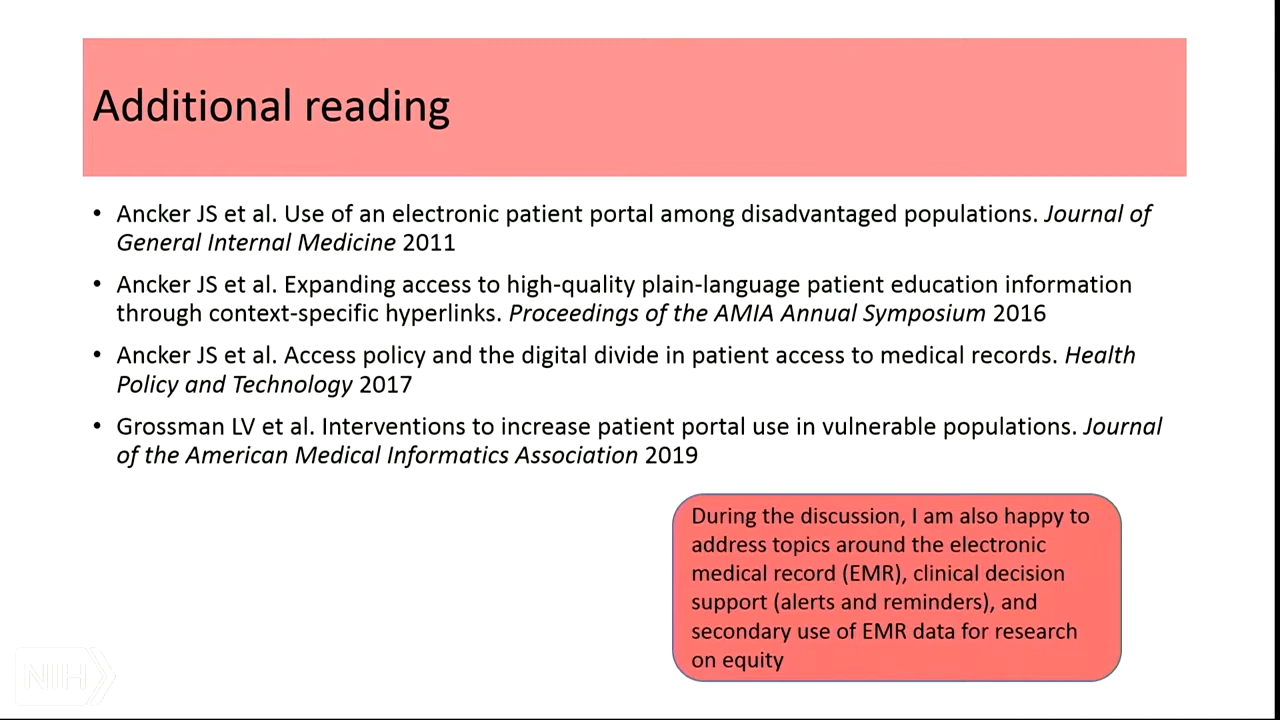 Additional reading
• Ancker JS et al. Use of an electronic patient portal among disadvantaged populations. Journal of
General Internal Medicine 2011
• Ancker JS et al. Expanding access to high-quality plain-language patient education information
through context-specific hyperlinks. Proceedings of the AMIA Annual Symposium 2016
• Ancker JS et al. Access policy and the digital divide in patient access to medical records. Health
Policy and Technology 2017
• Grossman LV et al. Interventions to increase patient portal use in vulnerable populations. Journal
of the American Medical Informatics Association 2019
During the discussion, I am also happy to
address topics around the electronic
medical record (EMR), clinical decision
support (alerts and reminders), and
secondary use of EMR data for research
on equity
NIH